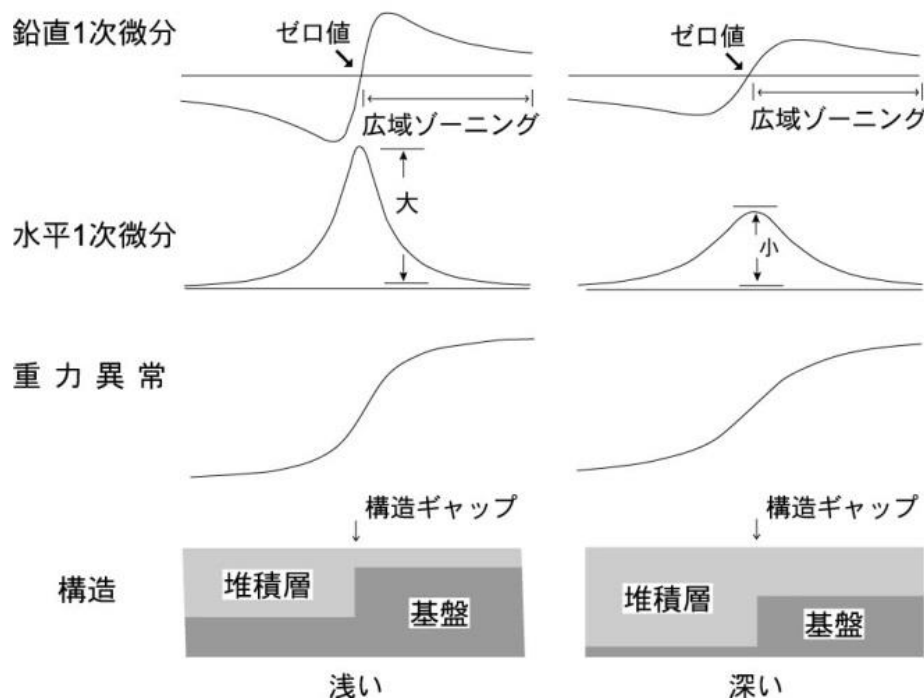 鉛直1次微分
ゼロ値
ゼロ値
広域ゾーニング
広域ゾーニング
大
水平1次微分
小
重力異常
構造ギャップ
構造ギャップ
構造
堆積層
基盤
堆積層
基盤
浅い
深い